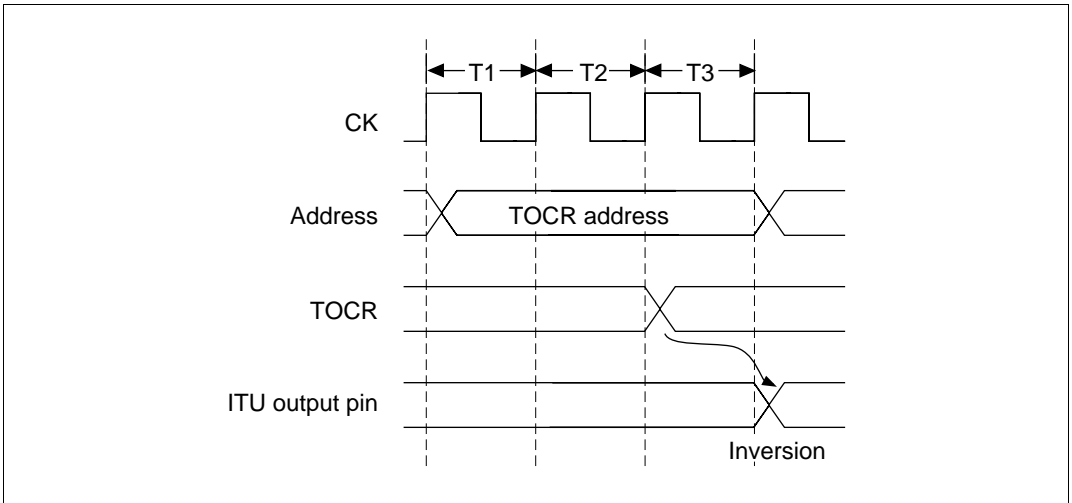 T1 T2 T3
CK
Address TOCR address
TOCR
ITU output pin
Inversion